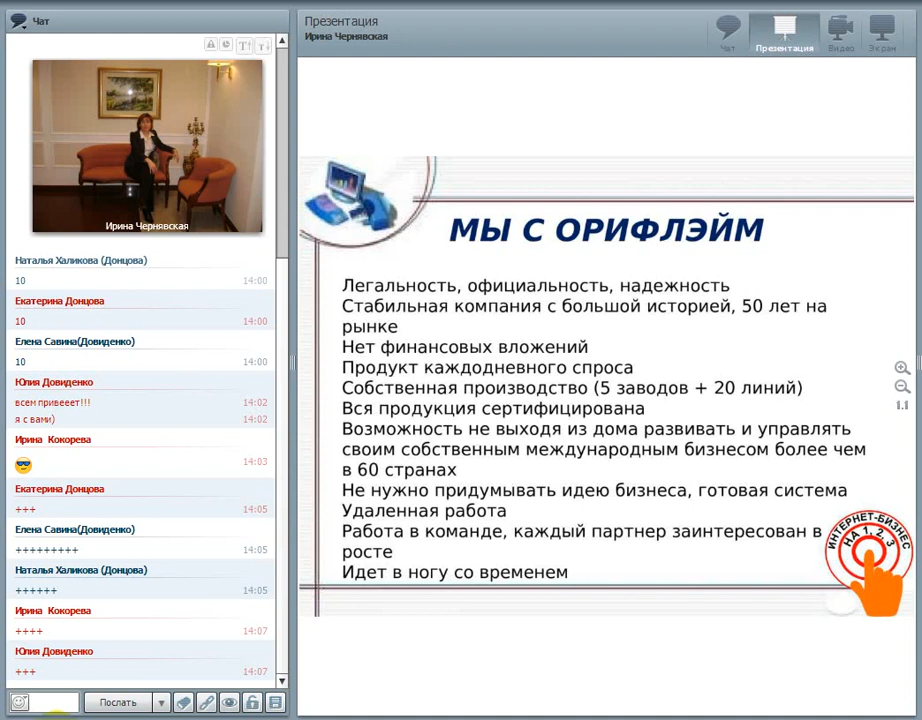 Чат
Ирина Чернявская
Наталья Халикова (Донцова)
10 14:00
Екатерина Донцова
10 14:00
Елена Савина(Довиденко)
10 14:00
Юлия Довиденко
всем привееет!!! 14:02
я с вами) 14:02
Ирина Кокорева
14:03
Екатерина Донцова
+++ 14:05
Елена Савина(Довиденко)
+++++++++ 14:05
Наталья Халикова (Донцова)
++++++ 14:05
Ирина Кокорева
++++ 14:07
Юлия Довиденко
+++ 14:07
Послать
Презентация
Ирина Чернявская
Чат
Презентация
Видео
Экран
МЫ С ОРИФЛЭЙМ
Легальность, официальность, надежность
Стабильная компания с большой историей, 50 лет на
рынке
Нет финансовых вложений
Продукт каждодневного спроса
Собственная производство (5 заводов + 20 линий)
Вся продукция сертифицирована
Возможность не выходя из дома развивать и управлять
своим собственным международным бизнесом более чем
в 60 странах
Не нужно придумывать идею бизнеса, готовая система
Удаленная работа
Работа в команде, каждый партнер заинтересован в
росте
Идет в ногу со временем
ИНТЕРНЕТ-БИЗНЕС
НА 1, 2, 3
1.1